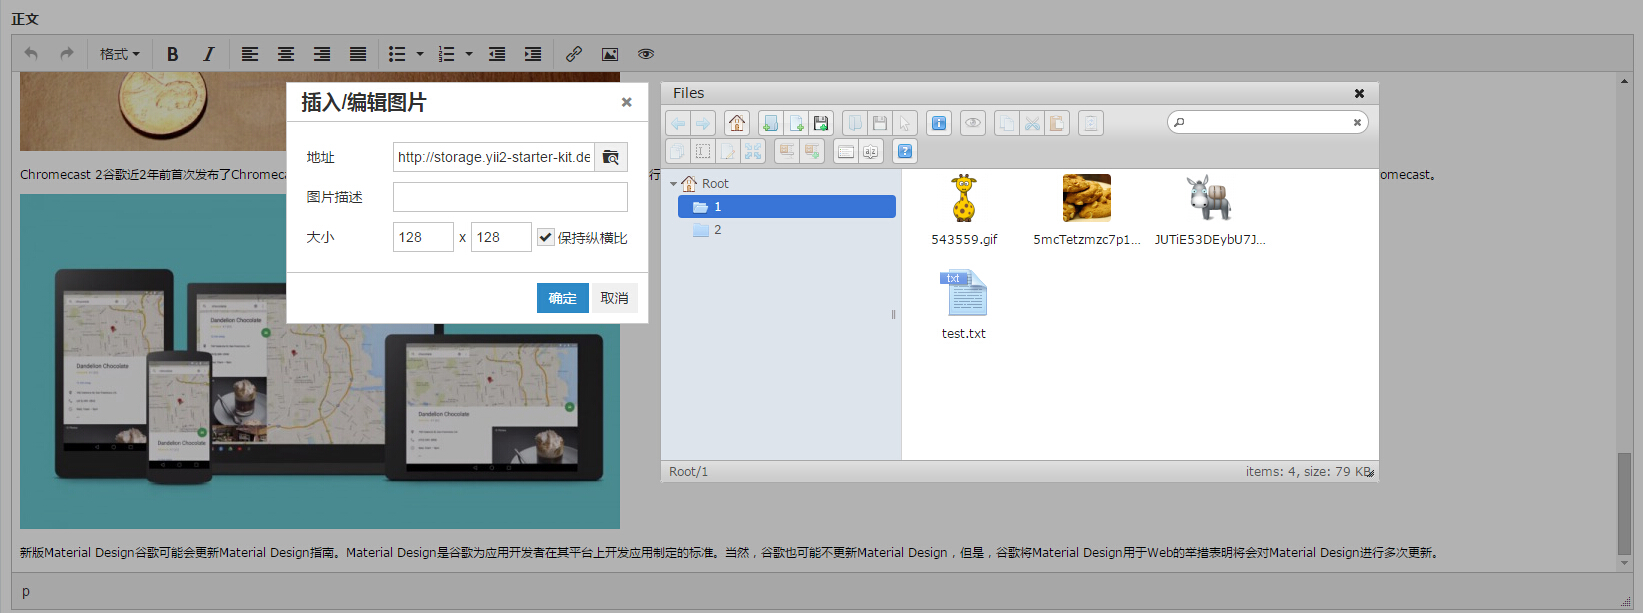 正文
格式
插入/编辑图片
地址
http://storage.yii2-starter-kit.de
图片描述
大小
128 x 128 保持纵横比
确定 取消
Files
Root
1
2
543559.gif
5mcTetzmzc7p1...
JUTiE53DEybU7J...
txt
test.txt
Root/1
items: 4, size: 79 KB
Chromecast 2谷歌近2年前首次发布了Chromeca
行
omecast。
Dandelion Chocolate
Dandelion Chocolate
Dandelion Chocolate
Dandelion Chocolate
新版Material Design谷歌可能会更新Material Design指南。Material Design是谷歌为应用开发者在其平台上开发应用制定的标准。当然，谷歌也可能不更新Material Design，但是，谷歌将Material Design用于Web的举措表明将会对Material Design进行多次更新。
p